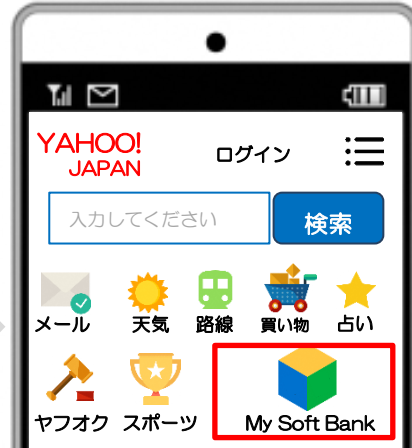 YAHOO!
JAPAN
ログイン
入力してください
検索
メール
天気
路線
買い物
占い
ヤフオク
スポーツ
My Soft Bank